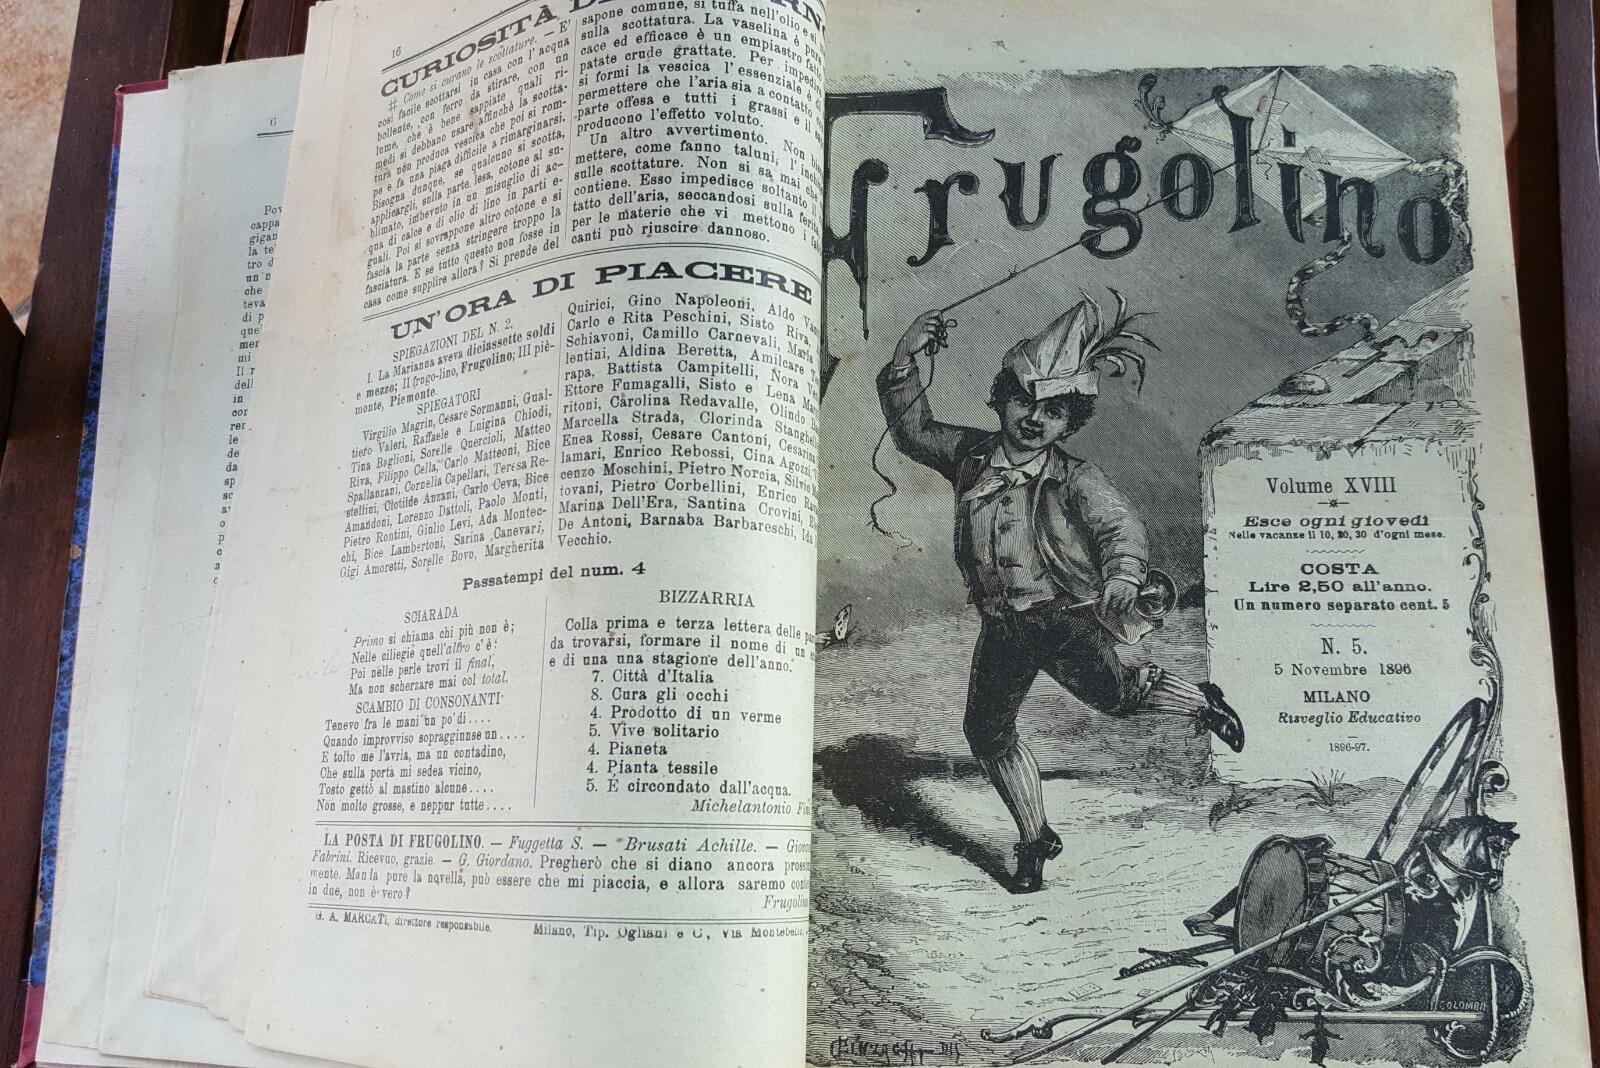 16
CURIOSITÀ
# Come si curano le scottature. — E'
così facile scottarsi in casa con l'acqua
bollente, con ferro da stirare, con un
lume, che è bene sappiate quali ri-
medi si debbano usare affinchè la scotta-
tura non produca vescica che poi si rom-
pe e fa una piaga difficile a rimarginarsi.
Bisogna dunque, se qualcuno si scotta,
applicargli, sulla parte lesa, cotone al su-
blimato, imbevuto in un misuglio di ac-
qua di calce e di olio di lino in parti e-
guali. Poi si sovrappone altro cotone e si
fascia la parte senza stringere troppo la
fasciatura. E se tutto questo non fosse in
casa come supplire allora? Si prende del
sapone comune, si tuffa nell'olio e si
sulla scottatura. La vaselina è pure
cace ed efficace è un empiastro fatto
patate crude grattate. Per impedire
si formi la vescica l'essenziale è di
permettere che l'aria sia a contatto
parte offesa e tutti i grassi e il
producono l'effetto voluto.
Un altro avvertimento. Non
mettere, come fanno taluni, l'inchiostro
sulle scottature. Non si sa mai che
contiene. Esso impedisce soltanto il
tatto dell'aria, seccandosi sulla ferita
per le materie che vi mettono i
canti può riuscire dannoso.
UN'ORA DI PIACERE
SPIEGAZIONI DEL N. 2.
I. La Marianna aveva dieiassette soldi
e mezzo; II frugo-lino, Frugolino; III piè-
monte, Piemonte.
SPIEGATORI
Virgilio Magrin, Cesare Sormanni, Gual-
tiero Valeri, Raffaele e Luigina Chiodi,
Tina Baglioni, Sorelle Quercioli, Matteo
Riva, Filippo Cella, Carlo Matteoni, Bice
Spallanzani, Cornelia Capellari, Teresa Re-
stellini, Clotilde Anzani, Carlo Ceva, Bice
Amandoni, Lorenzo Dattoli, Paolo Monti,
Pietro Rontini, Giulio Levi, Ada Montec-
chi, Bice Lambertoni, Sarina Canevari,
Gigi Amoretti, Sorelle Bovo, Margherita
Quirici, Gino Napoleoni, Aldo
Carlo e Rita Peschini, Sisto Riva,
Schiavoni, Camillo Carnevali, Maria
lentini, Aldina Beretta, Amilcare
rapa, Battista Campitelli, Nora
Ettore Fumagalli, Sisto e Lena
ritoni, Carolina Redavalle, Olindo
Marcella Strada, Clorinda
Enea Rossi, Cesare Cantoni, Cesarina
lamari, Enrico Rebossi, Gina Agozzi,
cenzo Moschini, Pietro Norcia, Silvio
tovani, Pietro Corbellini, Enrico
Marina Dell'Era, Santina Crovini,
De Antoni, Barnaba Barbareschi, Ida
Vecchio.
Passatempi del num. 4
SCIARADA
Primo si chiama chi più non è;
Nelle ciliegie quell'altro c'è!
Poi nelle perle trovi il final,
Ma non scherzare mai col total.
SCAMBIO DI CONSONANTI
Tenevo fra le mani un po' di....
Quando improvviso sopragginnse un....
E tolto me l'avria, ma un contadino,
Che sulla porta mi sedea vicino,
Tosto gettò al mastino alcune....
Non molto grosse, e neppur tutte....
BIZZARRIA
Colla prima e terza lettera delle
da trovarsi, formare il nome di un
e di una una stagione dell'anno.
7. Città d'Italia
8. Cura gli occhi
4. Prodotto di un verme
5. Vive solitario
4. Pianeta
4. Pianta tessile
5. È circondato dall'acqua.
Michelantonio
LA POSTA DI FRUGOLINO. — Fuggetta S. — Brusati Achille. —
Fabrini. Ricevuo, grazie. — G. Giordano. Pregherò che si diano ancora
mente. Manda pure la novella, può essere che mi piaccia, e allora saremo
in due, non è vero?
Frugolino
G. A. MARCATI, direttore responsabile.
Milano, Tip. Ogliani e C., Via Montebello
Frugolino
Volume XVIII
Esce ogni giovedì
Nelle vacanze il 10, 20, 30 d'ogni mese.
COSTA
Lire 2,50 all'anno.
Un numero separato cent. 5
N. 5.
5 Novembre 1896
MILANO
Risveglio Educativo
1896-97.
COLOMBO